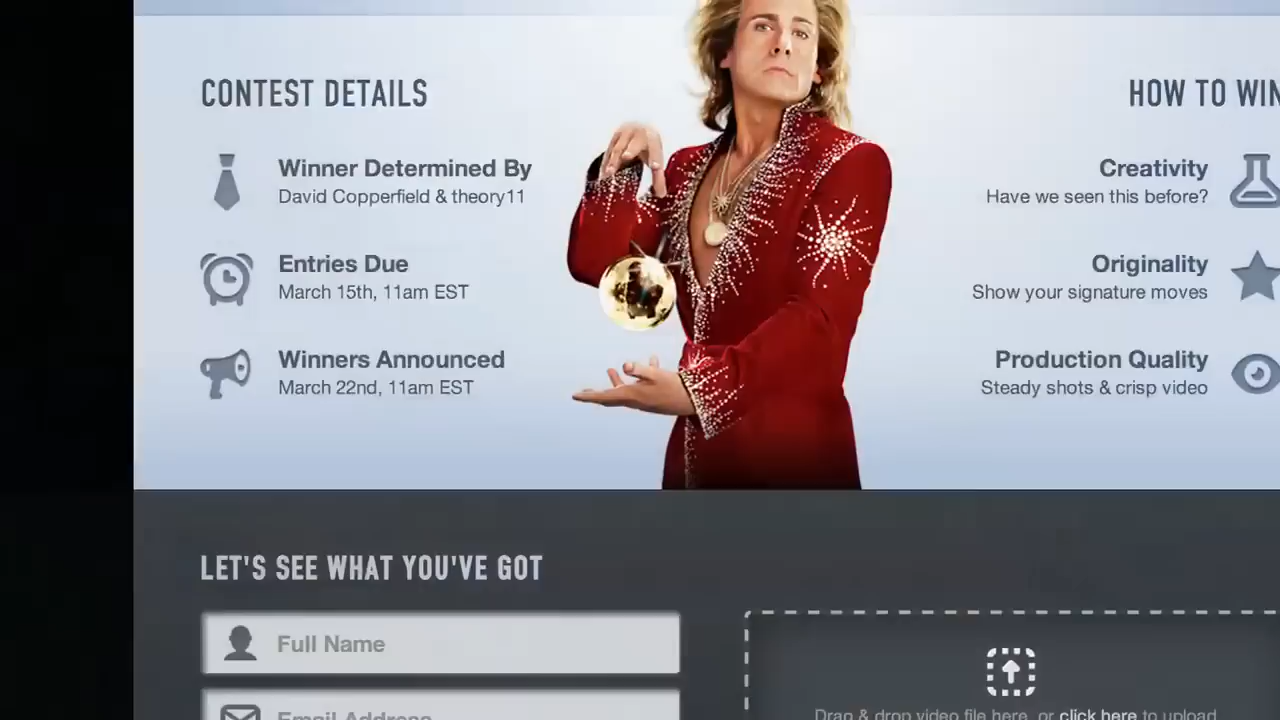 CONTEST DETAILS
Winner Determined By
David Copperfield & theory11
Entries Due
March 15th, 11am EST
Winners Announced
March 22nd, 11am EST
HOW TO WIN
Creativity
Have we seen this before?
Originality
Show your signature moves
Production Quality
Steady shots & crisp video
LET'S SEE WHAT YOU'VE GOT
Full Name
Email Address
Drag & drop video file here, or click here to upload